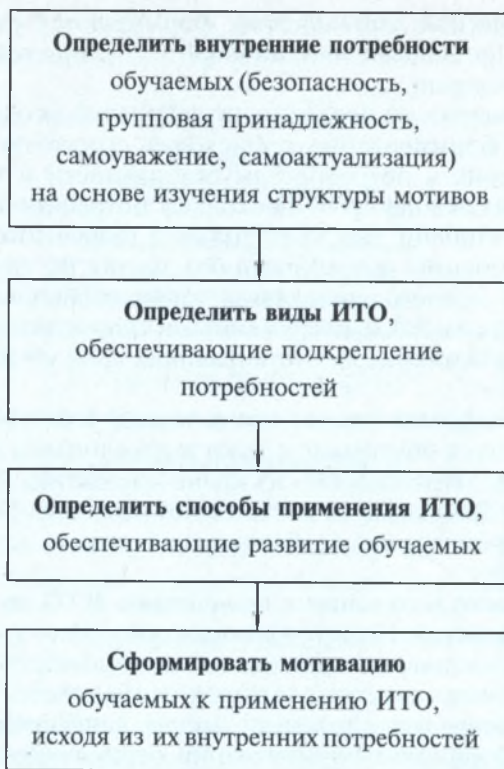 Определить внутренние потребности
обучаемых (безопасность,
групповая принадлежность,
самоуважение, самоактуализация)
на основе изучения структуры мотивов
Определить виды ИТО,
обеспечивающие подкрепление
потребностей
Определить способы применения ИТО,
обеспечивающие развитие обучаемых
Сформировать мотивацию
обучаемых к применению ИТО,
исходя из их внутренних потребностей